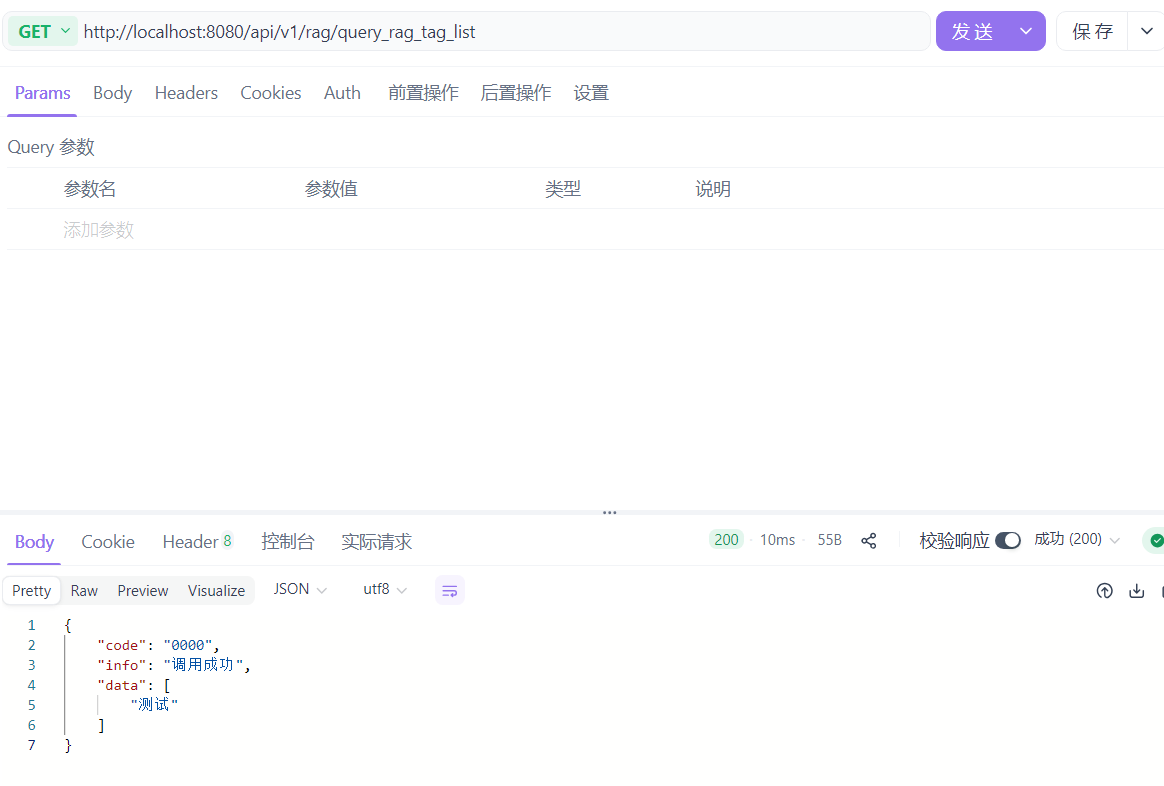 GET http://localhost:8080/api/v1/rag/query_rag_tag_list 发送 保存
Params Body Headers Cookies Auth 前置操作 后置操作 设置
Query 参数
参数名 参数值 类型 说明
添加参数
Body Cookie Header 8 控制台 实际请求 200 · 10ms · 55B 校验响应 成功 (200)
Pretty Raw Preview Visualize JSON utf8
1 {
2 "code": "0000",
3 "info": "调用成功",
4 "data": [
5 "测试"
6 ]
7 }